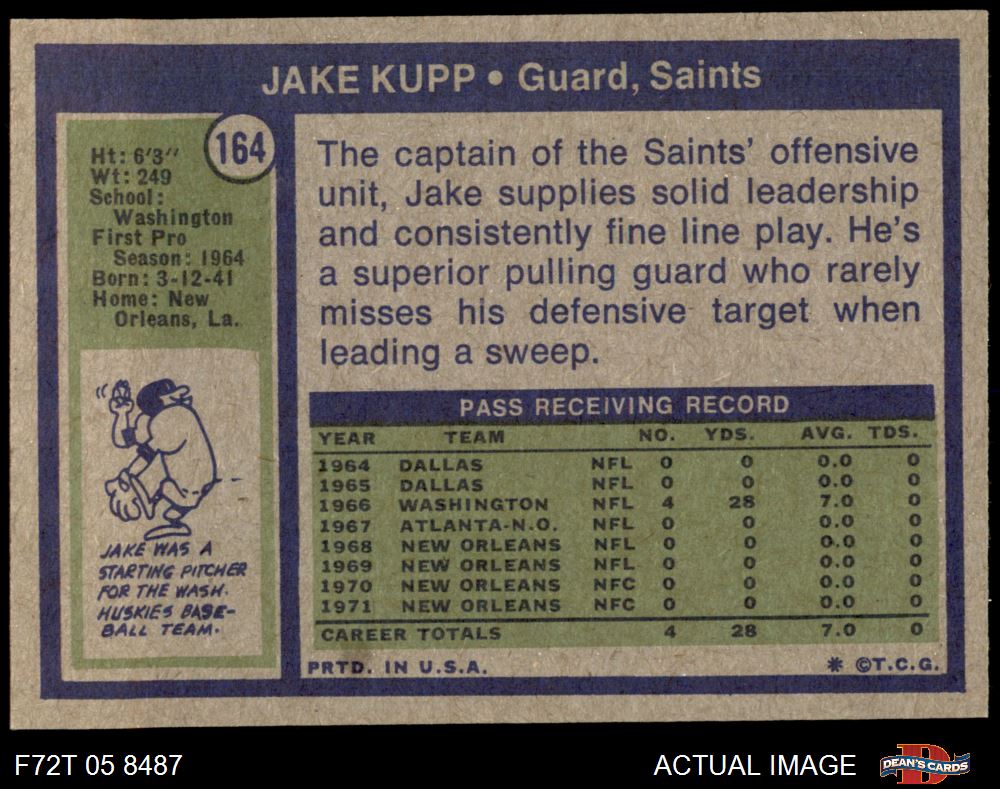 JAKE KUPP • Guard, Saints
164
Ht: 6'3"
Wt: 249
School:
Washington
First Pro
Season: 1964
Born: 3-12-41
Home: New
Orleans, La.
JAKE WAS A
STARTING PITCHER
FOR THE WASH.
HUSKIES BASE-
BALL TEAM.
The captain of the Saints' offensive
unit, Jake supplies solid leadership
and consistently fine line play. He's
a superior pulling guard who rarely
misses his defensive target when
leading a sweep.
PASS RECEIVING RECORD
YEAR TEAM NO. YDS. AVG. TDS.
1964 DALLAS NFL 0 0 0.0 0
1965 DALLAS NFL 0 0 0.0 0
1966 WASHINGTON NFL 4 28 7.0 0
1967 ATLANTA-N.O. NFL 0 0 0.0 0
1968 NEW ORLEANS NFL 0 0 0.0 0
1969 NEW ORLEANS NFL 0 0 0.0 0
1970 NEW ORLEANS NFC 0 0 0.0 0
1971 NEW ORLEANS NFC 0 0 0.0 0
CAREER TOTALS 4 28 7.0 0
PRTD. IN U.S.A. * ©T.C.G.
F72T 05 8487
ACTUAL IMAGE
D
DEAN'S CARDS